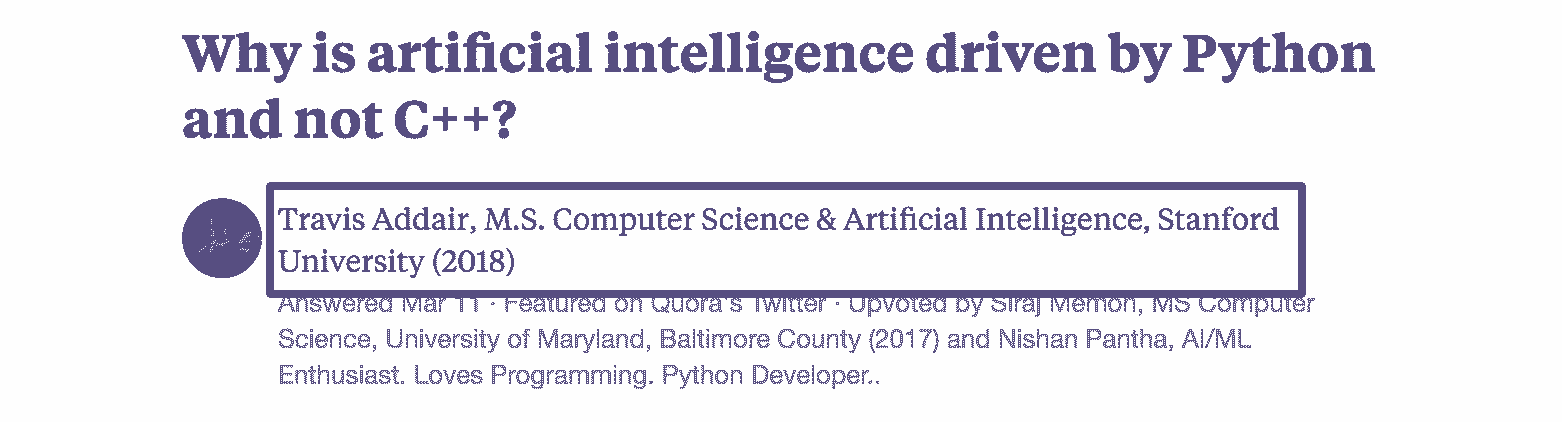 Why is artificial intelligence driven by Python
and not C++?
Travis Addair, M.S. Computer Science & Artificial Intelligence, Stanford
University (2018)
Answered Mar 11 · Featured on Quora's Twitter · Upvoted by Siraj Memon, MS Computer
Science, University of Maryland, Baltimore County (2017) and Nishan Pantha, AI/ML
Enthusiast. Loves Programming. Python Developer..